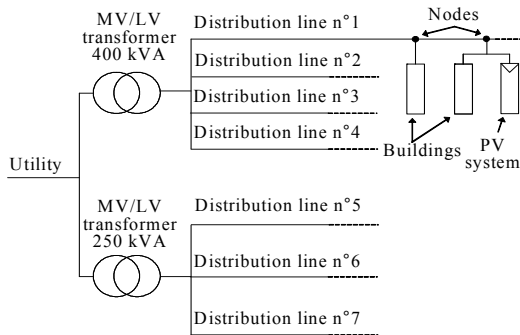 MV/LV
transformer
400 kVA
Distribution line n°1
Distribution line n°2
Distribution line n°3
Distribution line n°4
Nodes
Buildings
PV
system
Utility
MV/LV
transformer
250 kVA
Distribution line n°5
Distribution line n°6
Distribution line n°7